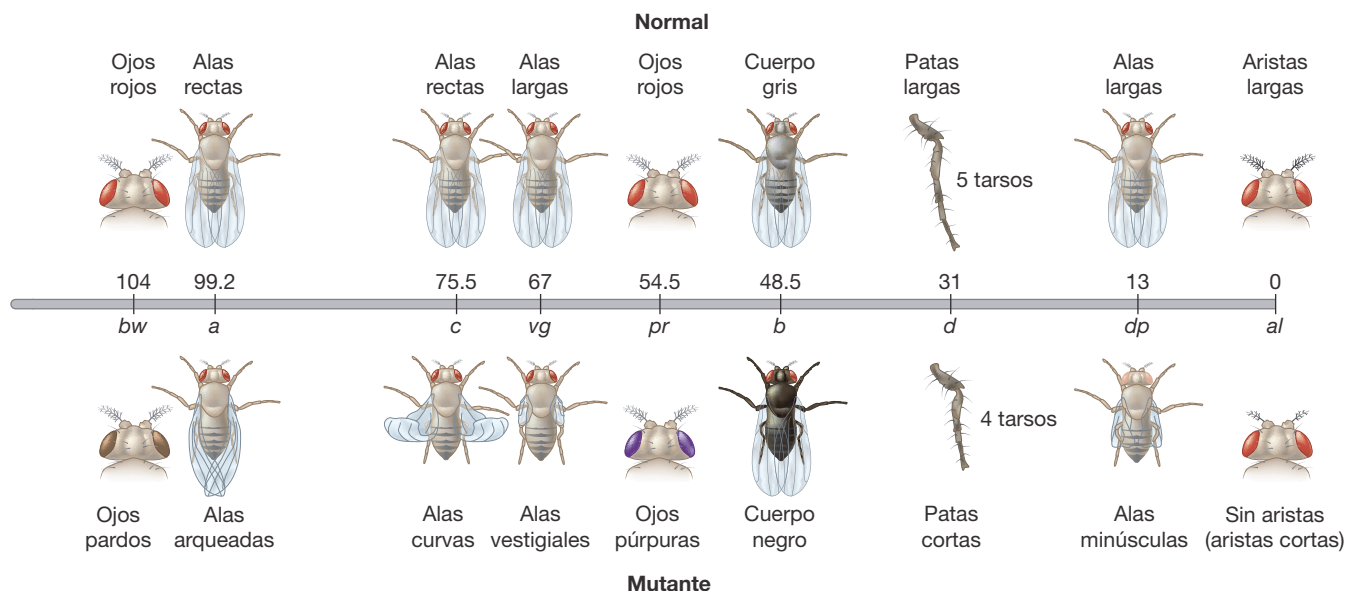 Normal
Ojos
rojos
Alas
rectas
Alas
rectas
Alas
largas
Ojos
rojos
Cuerpo
gris
Patas
largas
Alas
largas
Aristas
largas
5 tarsos
104
99.2
75.5
67
54.5
48.5
31
13
0
bw
a
c
vg
pr
b
d
dp
al
4 tarsos
Ojos
pardos
Alas
arqueadas
Alas
curvas
Alas
vestigiales
Ojos
púrpuras
Cuerpo
negro
Patas
cortas
Alas
minúsculas
Sin aristas
(aristas cortas)
Mutante